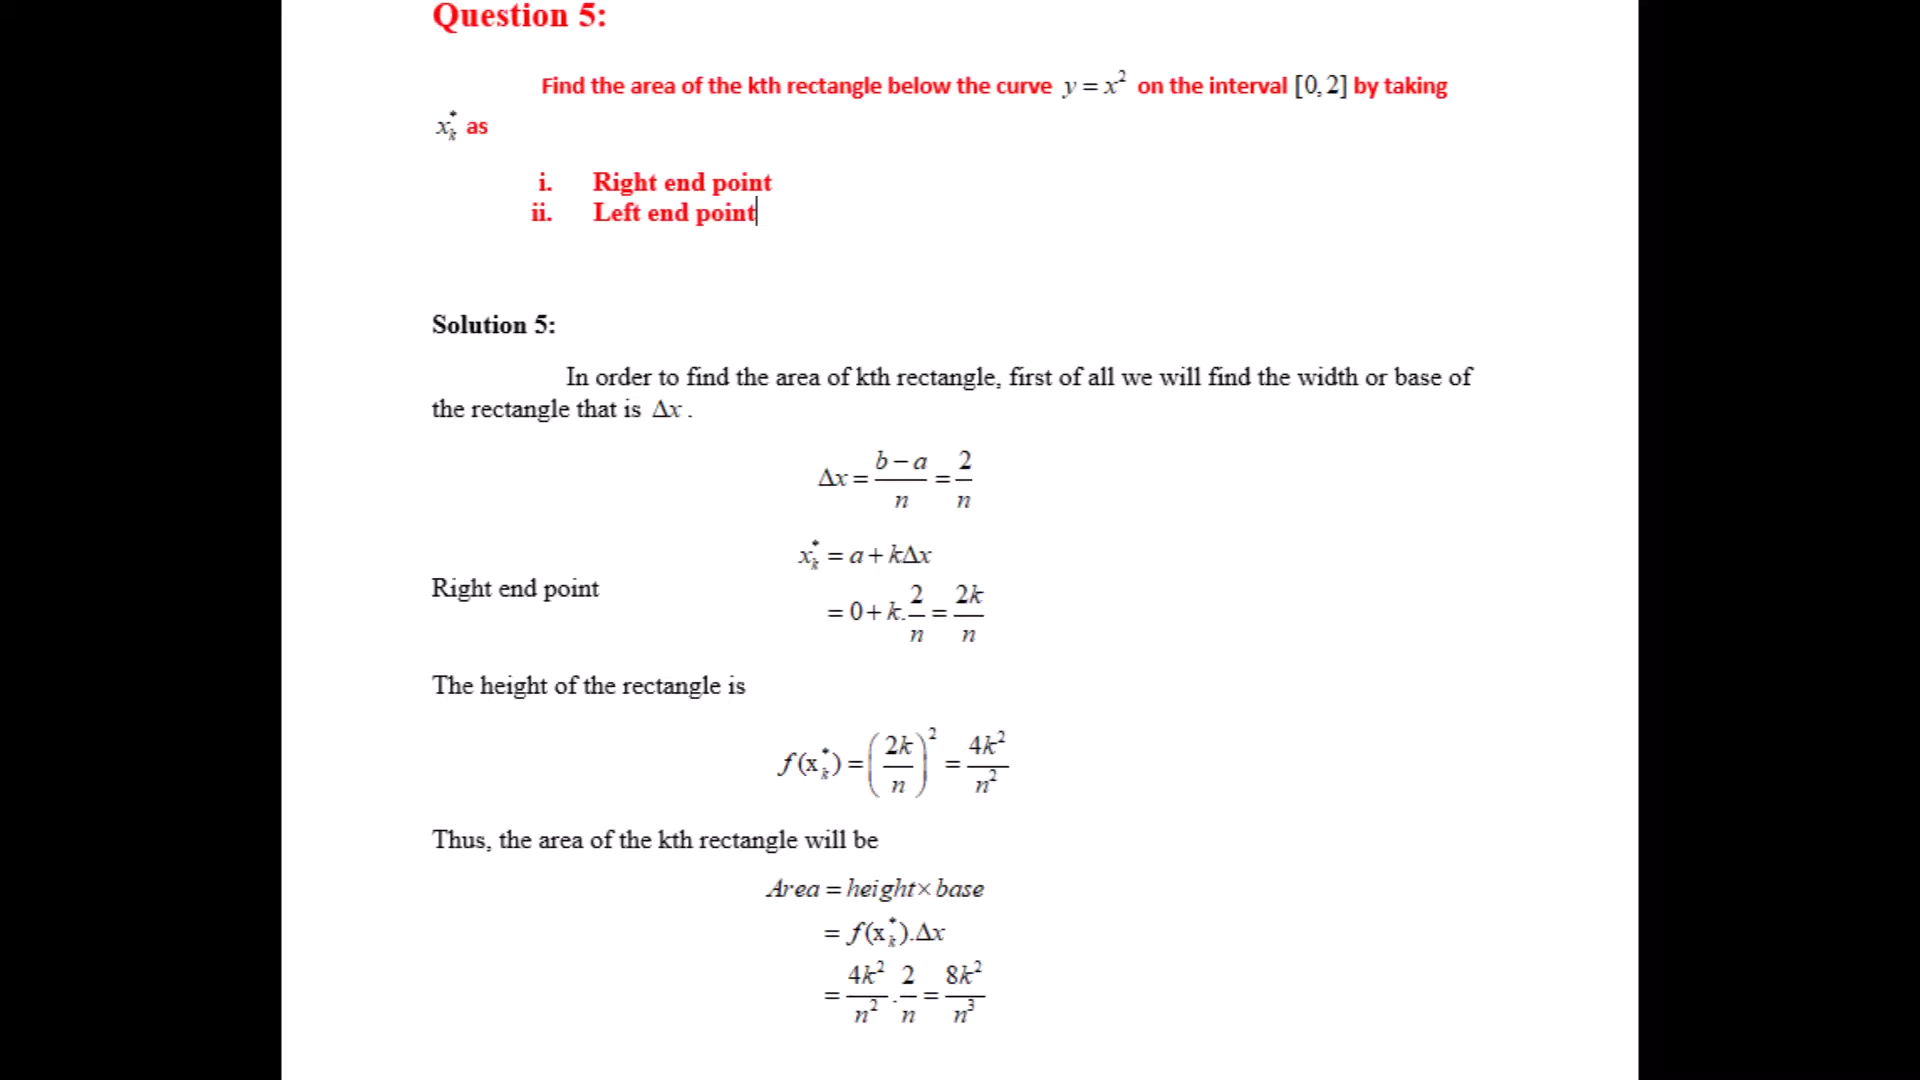 Question 5:
Find the area of the kth rectangle below the curve y = x² on the interval [0, 2] by taking
xₖ* as
i. Right end point
ii. Left end point
Solution 5:
In order to find the area of kth rectangle, first of all we will find the width or base of
the rectangle that is Δx .
Δx = (b − a)/n = 2/n
xₖ* = a + kΔx
Right end point
= 0 + k.2/n = 2k/n
The height of the rectangle is
f(xₖ*) = (2k/n)² = 4k²/n²
Thus, the area of the kth rectangle will be
Area = height × base
= f(xₖ*).Δx
= 4k²/n² . 2/n = 8k²/n³